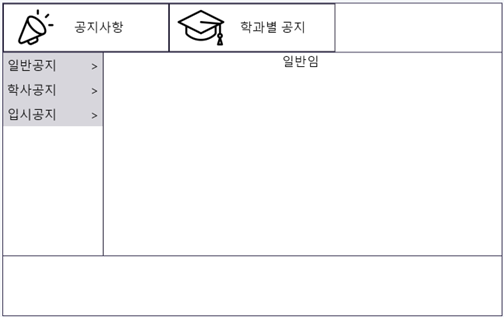 공지사항
학과별 공지
일반공지 >
학사공지 >
입시공지 >
일반임